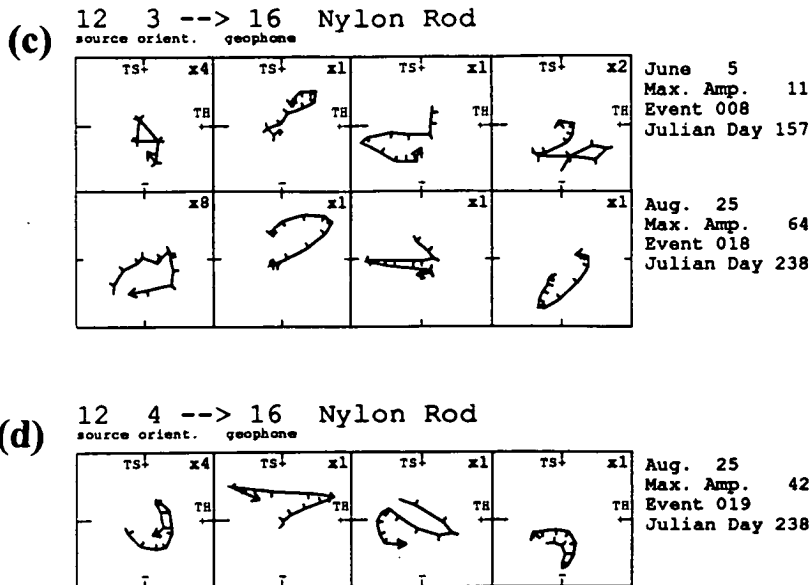 (c)
12 3 --> 16 Nylon Rod
source orient. geophone
TS+ x4 TS+ x1 TS+ x1 TS+ x2
TH TH TH
- - - -
June 5
Max. Amp. 11
Event 008
Julian Day 157
x8 x1 x1 x1
- - - -
Aug. 25
Max. Amp. 64
Event 018
Julian Day 238
(d)
12 4 --> 16 Nylon Rod
source orient. geophone
TS+ x4 TS+ x1 TS+ x1 TS+ x1
TH TH TH
- - - -
Aug. 25
Max. Amp. 42
Event 019
Julian Day 238